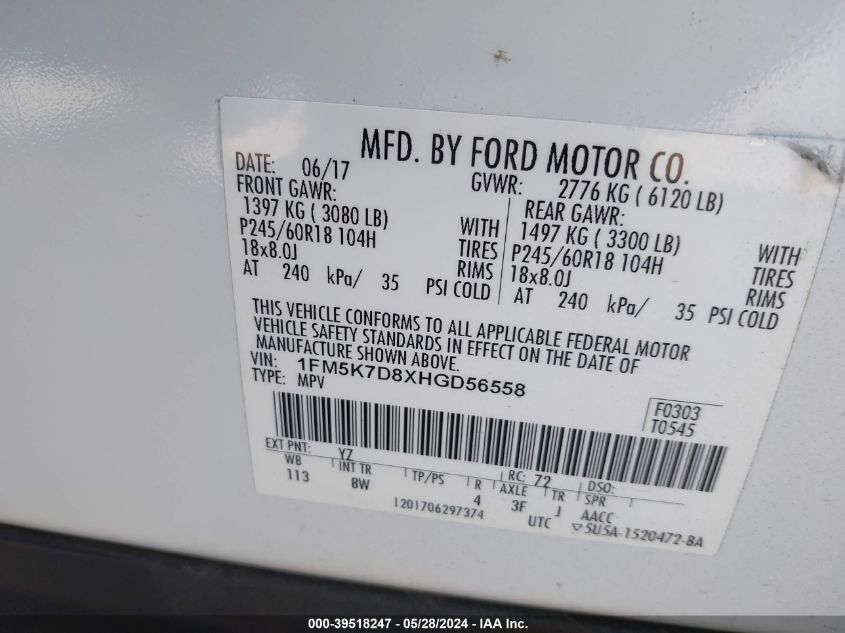 MFD. BY FORD MOTOR CO.
DATE: 06/17 GVWR: 2776 KG ( 6120 LB)
FRONT GAWR: REAR GAWR:
1397 KG ( 3080 LB) WITH 1497 KG ( 3300 LB) WITH
P245/60R18 104H TIRES P245/60R18 104H TIRES
18x8.0J RIMS 18x8.0J RIMS
AT 240 kPa/ 35 PSI COLD AT 240 kPa/ 35 PSI COLD
THIS VEHICLE CONFORMS TO ALL APPLICABLE FEDERAL MOTOR
VEHICLE SAFETY STANDARDS IN EFFECT ON THE DATE OF
MANUFACTURE SHOWN ABOVE.
VIN: 1FM5K7D8XHGD56558
TYPE: MPV
F0303
T0545
EXT PNT: YZ RC: 72 DSO:
WB INT TR TP/PS R AXLE TR SPR
113 8W 4 3F J AACC
1201706297374 UTC 5U5A-1520472-BA
000-39518247 - 05/28/2024 - IAA Inc.